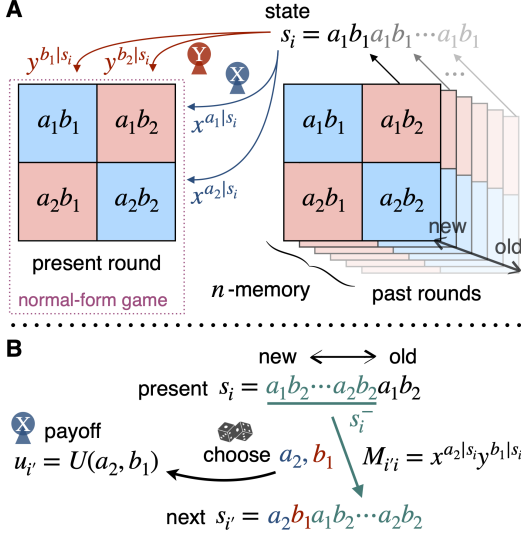 A
state
s_i = a_1b_1a_1b_1⋯a_1b_1
y^{b_1|s_i} y^{b_2|s_i} Y
X
...
x^{a_1|s_i}
x^{a_2|s_i}
a_1b_1 a_1b_2
a_2b_1 a_2b_2
a_1b_1 a_1b_2
a_2b_1 a_2b_2
new
old
present round
normal-form game
n-memory
past rounds
B
new old
present s_i = a_1b_2⋯a_2b_2a_1b_2
s_i^−
X payoff
u_{i'} = U(a_2, b_1)
choose a_2, b_1
M_{i'i} = x^{a_2|s_i}y^{b_1|s_i}
next s_{i'} = a_2b_1a_1b_2⋯a_2b_2